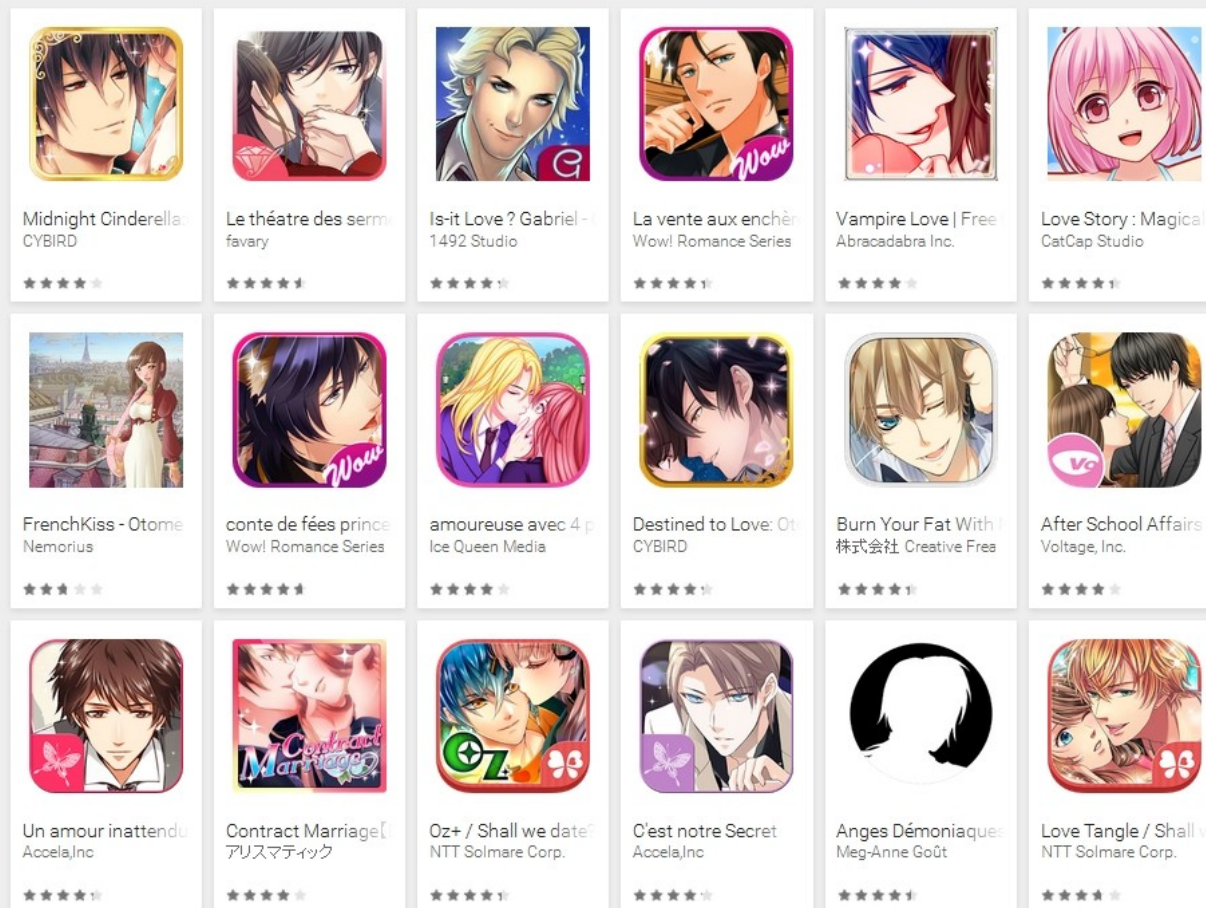 Midnight Cinderella:
CYBIRD
Le théatre des serm
favary
G
Is-it Love ? Gabriel -
1492 Studio
Wow
La vente aux enchèr
Wow! Romance Series
Vampire Love | Free
Abracadabra Inc.
Love Story : Magical
CatCap Studio
FrenchKiss - Otome
Nemorius
Wow
conte de fées prince
Wow! Romance Series
amoureuse avec 4 p
Ice Queen Media
Destined to Love: Ot
CYBIRD
Burn Your Fat With
株式会社 Creative Frea
After School Affairs
Voltage, Inc.
Un amour inattendu
Accela,Inc
Contract
Marriage
Contract Marriage【
アリスマティック
Oz
Oz+ / Shall we date?
NTT Solmare Corp.
C'est notre Secret
Accela,Inc
Anges Démoniaques
Meg-Anne Goût
Love Tangle / Shall w
NTT Solmare Corp.